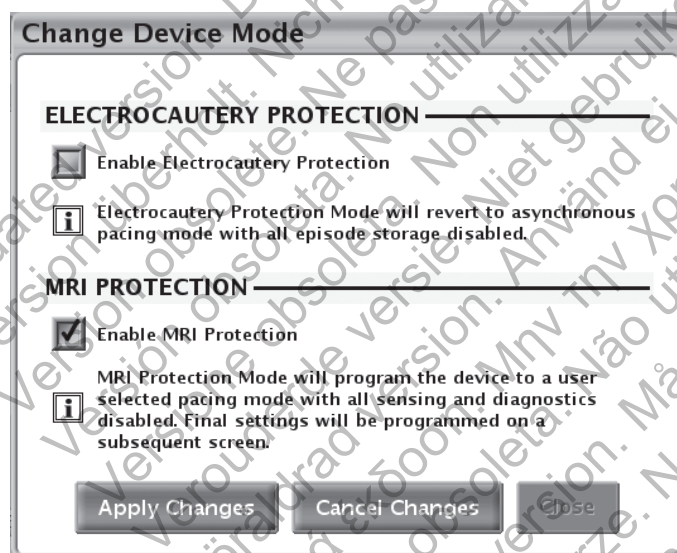 Change Device Mode
ELECTROCAUTERY PROTECTION
Enable Electrocautery Protection
Electrocautery Protection Mode will revert to asynchronous
pacing mode with all episode storage disabled.
MRI PROTECTION
Enable MRI Protection
MRI Protection Mode will program the device to a user
selected pacing mode with all sensing and diagnostics
disabled. Final settings will be programmed on a
subsequent screen.
Apply Changes
Cancel Changes
Close